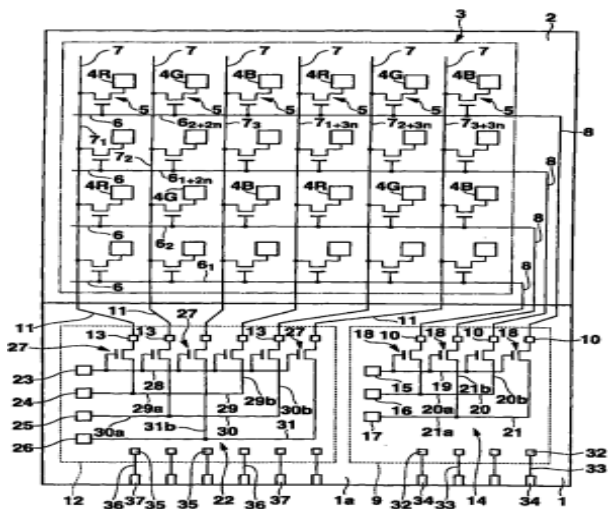 3 2
7 7 7 7 7 7
4R 4G 4B 4R 4G 4B
5 5 5 5 5 5
6 6₂₊₂ₙ 7₃ 7₁₊₃ₙ 7₂₊₃ₙ 7₃₊₃ₙ 8
7₁
7₂
6 6₁₊₂ₙ 8
4R 4G 4B 4R 4G 4B
6 6₂ 8
6 6₁ 8
11 11 11
13 13 27 13 27 18 10 18 10 18 10
27
23 28 15 19 21b 20b
24 29a 29 29b 30b 16 20a 20
25 30a 31b 30 31 17 21a 21
26
32
33
12 36 37 35 35 22 36 37 1a 9 32 34 33 14 34 1